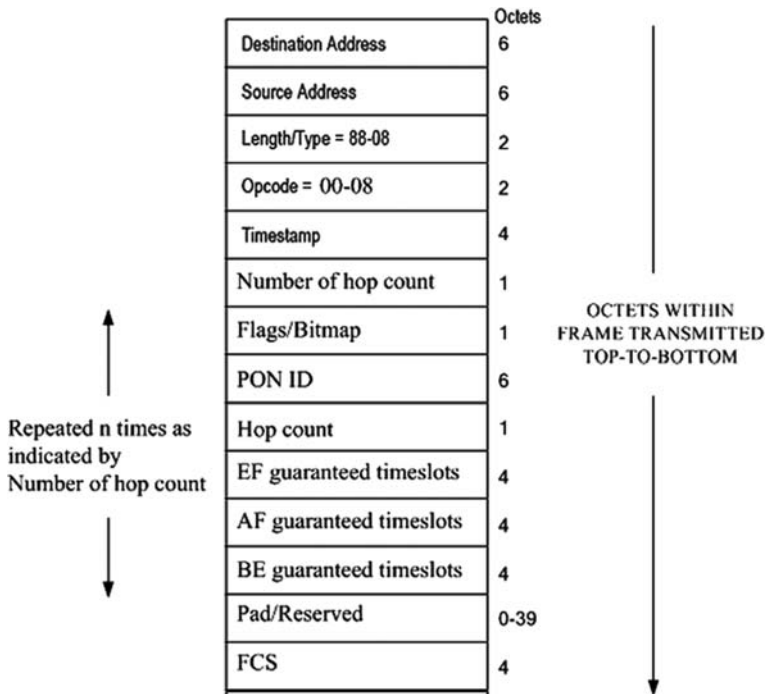 Octets
Destination Address 6
Source Address 6
Length/Type = 88-08 2
Opcode = 00-08 2
Timestamp 4
Number of hop count 1
Flags/Bitmap 1
PON ID 6
Hop count 1
EF guaranteed timeslots 4
AF guaranteed timeslots 4
BE guaranteed timeslots 4
Pad/Reserved 0-39
FCS 4
Repeated n times as
indicated by
Number of hop count
OCTETS WITHIN
FRAME TRANSMITTED
TOP-TO-BOTTOM